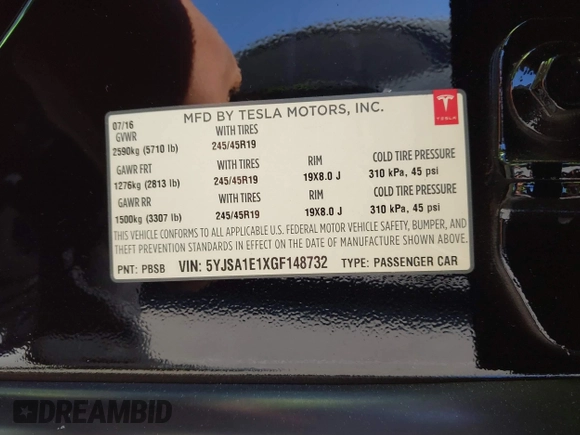 MFD BY TESLA MOTORS, INC.
TESLA
07/16
GVWR WITH TIRES
2590kg (5710 lb) 245/45R19
GAWR FRT WITH TIRES RIM COLD TIRE PRESSURE
1276kg (2813 lb) 245/45R19 19X8.0 J 310 kPa, 45 psi
GAWR RR WITH TIRES RIM COLD TIRE PRESSURE
1500kg (3307 lb) 245/45R19 19X8.0 J 310 kPa, 45 psi
THIS VEHICLE CONFORMS TO ALL APPLICABLE U.S. FEDERAL MOTOR VEHICLE SAFETY, BUMPER, AND
THEFT PREVENTION STANDARDS IN EFFECT ON THE DATE OF MANUFACTURE SHOWN ABOVE.
PNT: PBSB VIN: 5YJSA1E1XGF148732 TYPE: PASSENGER CAR
DREAMBID